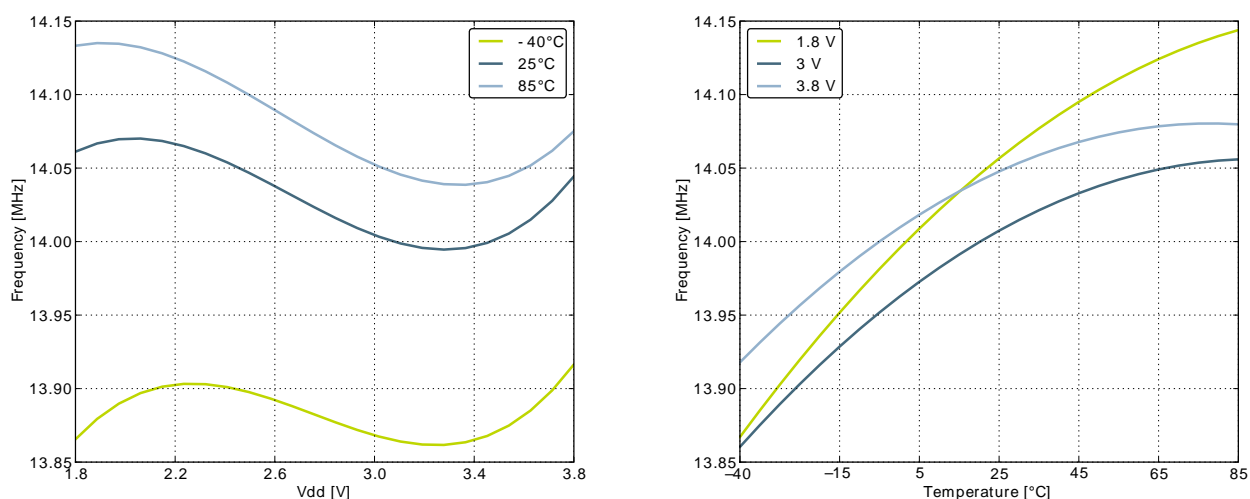 14.15
14.10
14.05
14.00
13.95
13.90
13.85
Frequency [MHz]
- 40°C
25°C
85°C
1.8 2.2 2.6 3.0 3.4 3.8
Vdd [V]
14.15
14.10
14.05
14.00
13.95
13.90
13.85
Frequency [MHz]
1.8 V
3 V
3.8 V
–40 –15 5 25 45 65 85
Temperature [°C]